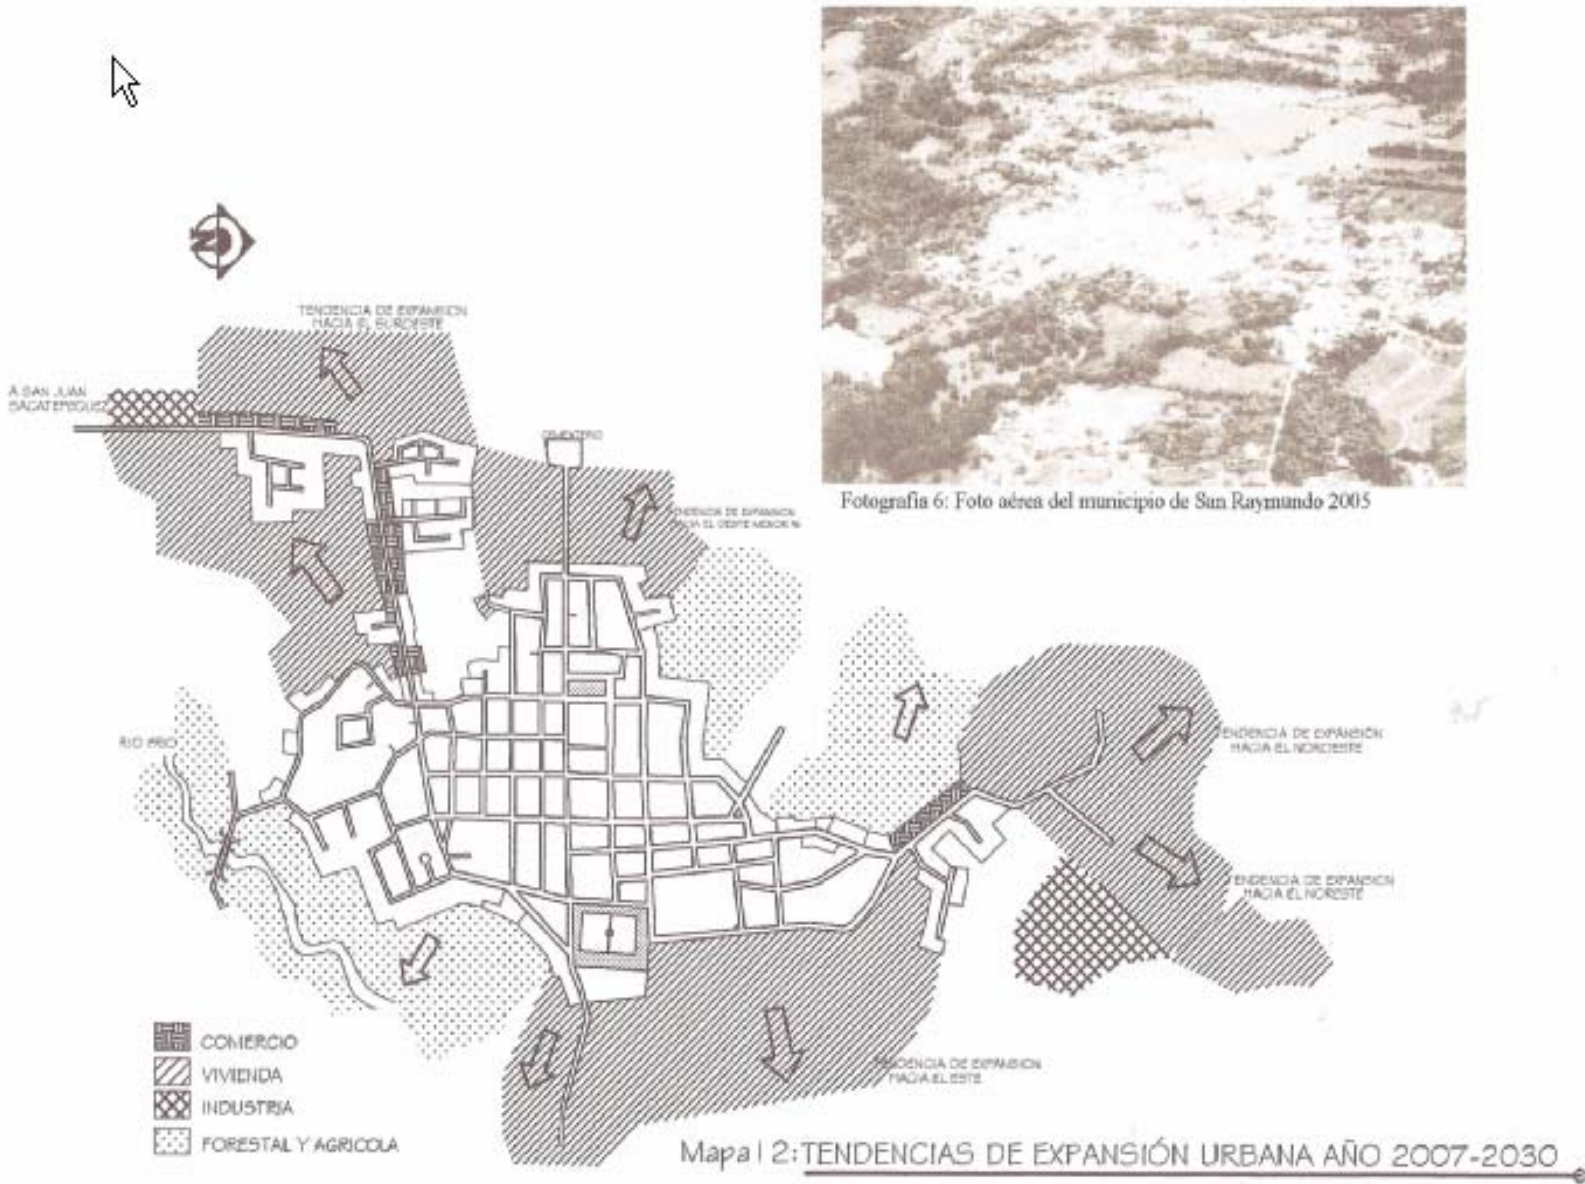 N
TENDENCIA DE EXPANSION
HACIA EL SUROESTE
A SAN JUAN
SACATEPEQUEZ
CEMENTERIO
TENDENCIA DE EXPANSION
HACIA EL OESTE MENOR %
Fotografía 6: Foto aérea del municipio de San Raymundo 2005
RIO FRIO
TENDENCIA DE EXPANSIÓN
HACIA EL NOROESTE
TENDENCIA DE EXPANSION
HACIA EL NORESTE
TENDENCIA DE EXPANSION
HACIA EL ESTE
COMERCIO
VIVIENDA
INDUSTRIA
FORESTAL Y AGRICOLA
Mapa 12: TENDENCIAS DE EXPANSIÓN URBANA AÑO 2007-2030